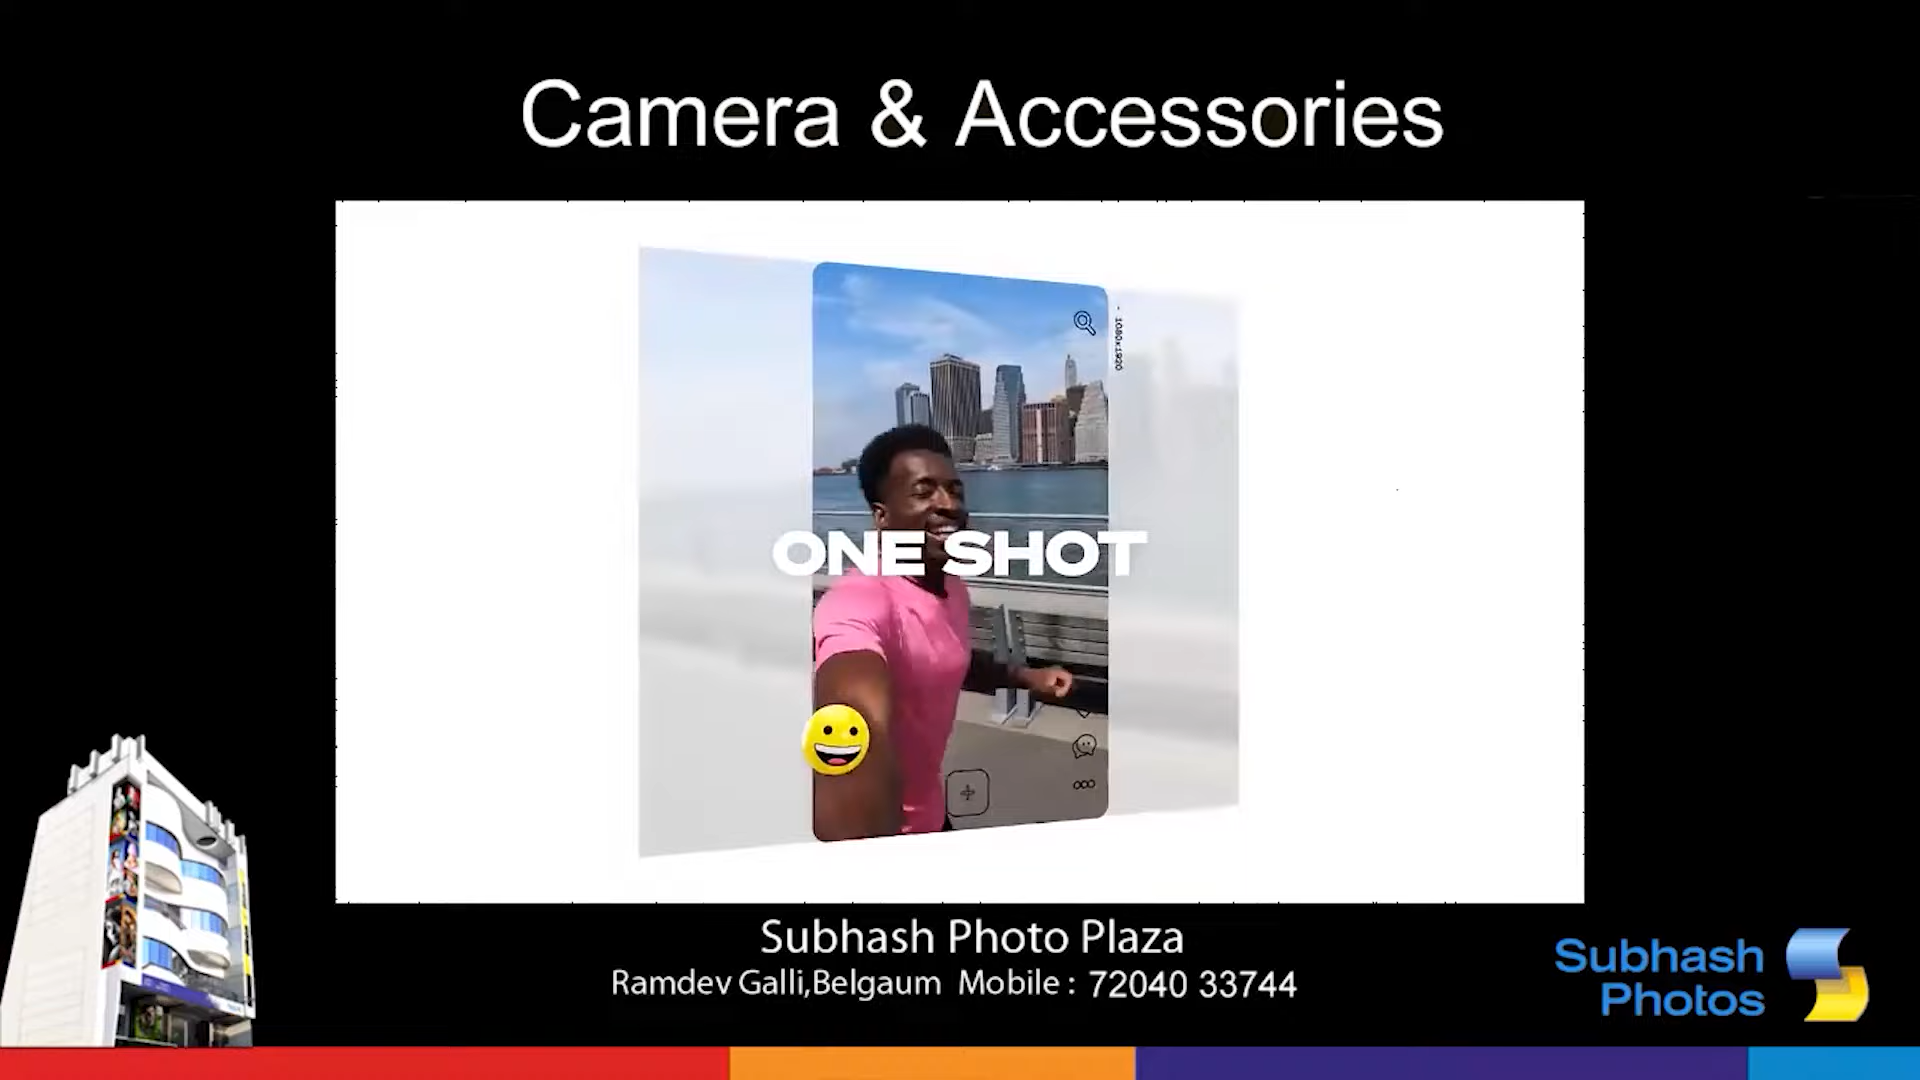 Camera & Accessories
- 1080x1920
ONE SHOT
Subhash Photo Plaza
Ramdev Galli,Belgaum Mobile : 72040 33744
Subhash
Photos